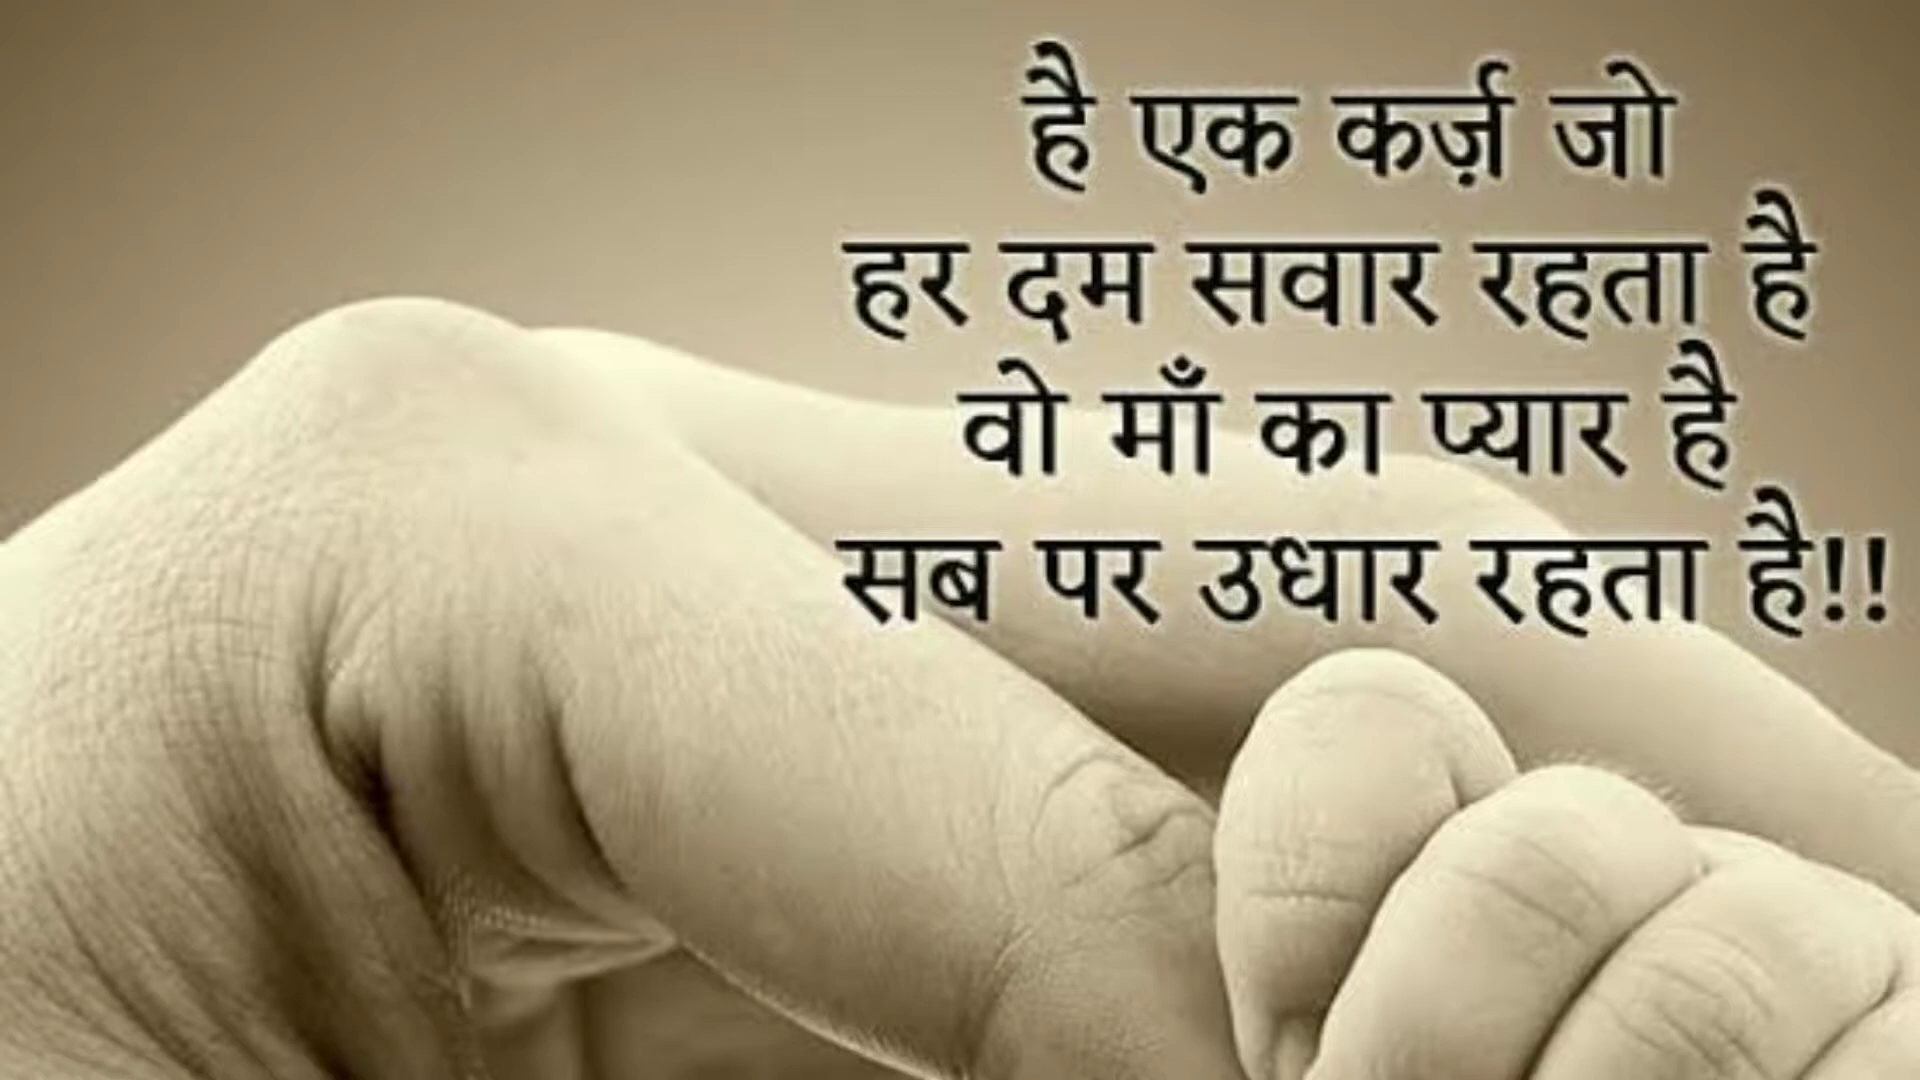 है एक कर्ज़ जो
हर दम सवार रहता है
वो माँ का प्यार है
सब पर उधार रहता है!!